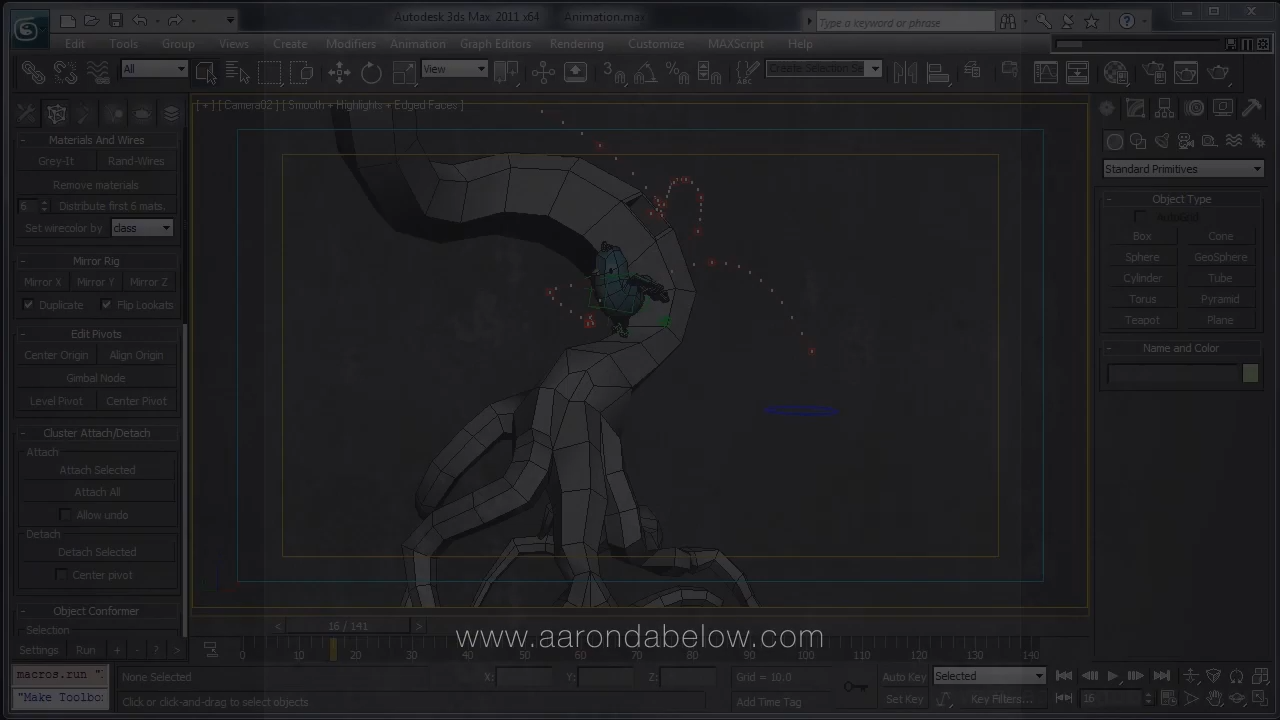 Autodesk 3ds Max 2011 x64 Animation.max
Type a keyword or phrase
Edit Tools Group Views Create Modifiers Animation Graph Editors Rendering Customize MAXScript Help
All
View
3
Create Selection Se
[ + ] [ Camera02 ] [ Smooth + Highlights + Edged Faces ]
Materials And Wires
Grey-It Rand-Wires
Remove materials
6 Distribute first 6 mats.
Set wirecolor by class
Mirror Rig
Mirror X Mirror Y Mirror Z
Duplicate Flip Lookats
Edit Pivots
Center Origin Align Origin
Gimbal Node
Level Pivot Center Pivot
Cluster Attach/Detach
Attach
Attach Selected
Attach All
Allow undo
Detach
Detach Selected
Center pivot
Object Conformer
Selection
Settings Run + - ? >
Standard Primitives
Object Type
AutoGrid
Box Cone
Sphere GeoSphere
Cylinder Tube
Torus Pyramid
Teapot Plane
Name and Color
< 16 / 141 >
www.aarondabelow.com
0 10 20 30 40 50 60 70 80 90 100 110 120 130 140
macros.run "
"Make Toolbo
None Selected
Click or click-and-drag to select objects
X: Y: Z:
Grid = 10.0
Add Time Tag
Auto Key Selected
Set Key Key Filters...
16